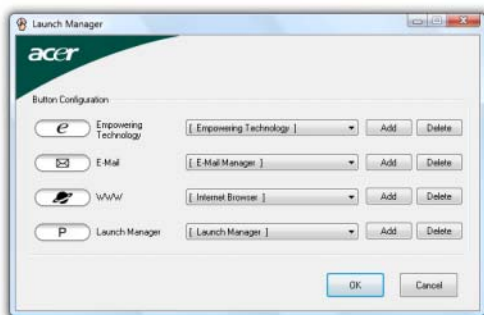 Launch Manager
acer
Button Configuration
e Empowering Technology [ Empowering Technology ] Add Delete
E-Mail [ E-Mail Manager ] Add Delete
WWW [ Internet Browser ] Add Delete
P Launch Manager [ Launch Manager ] Add Delete
OK Cancel